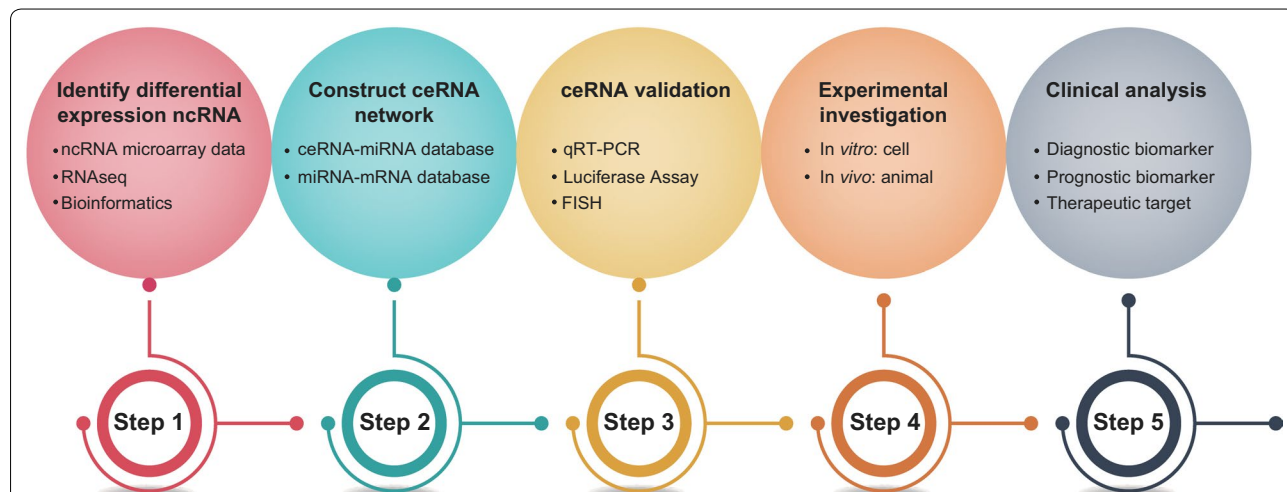 Identify differential
expression ncRNA
•ncRNA microarray data
•RNAseq
•Bioinformatics
Construct ceRNA
network
• ceRNA-miRNA database
• miRNA-mRNA database
ceRNA validation
• qRT-PCR
• Luciferase Assay
• FISH
Experimental
investigation
• In vitro: cell
• In vivo: animal
Clinical analysis
• Diagnostic biomarker
• Prognostic biomarker
• Therapeutic target
Step 1
Step 2
Step 3
Step 4
Step 5